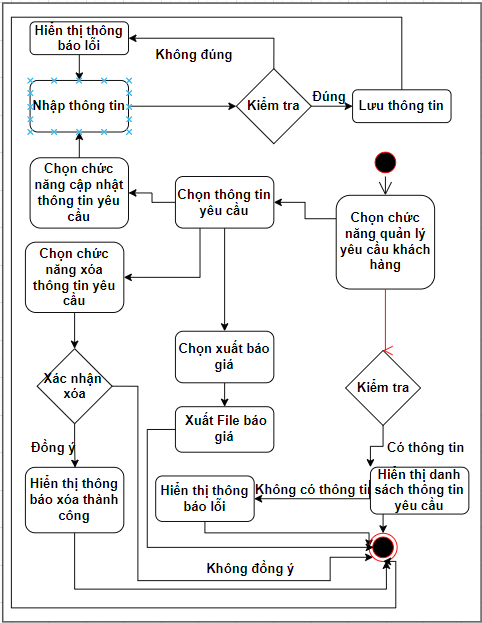 Hiển thị thông
báo lỗi
Không đúng
Nhập thông tin
Kiểm tra
Đúng
Lưu thông tin
Chọn chức
năng cập nhật
thông tin yêu
cầu
Chọn thông tin
yêu cầu
Chọn chức
năng quản lý
yêu cầu khách
hàng
Chọn chức
năng xóa
thông tin yêu
cầu
Chọn xuất báo
giá
Xác nhận
xóa
Kiểm tra
Xuất File báo
giá
Đồng ý
Có thông tin
Hiển thị thông
báo xóa thành
công
Hiển thị thông
báo lỗi
Không có thông tin
Hiển thị danh
sách thông tin
yêu cầu
Không đồng ý